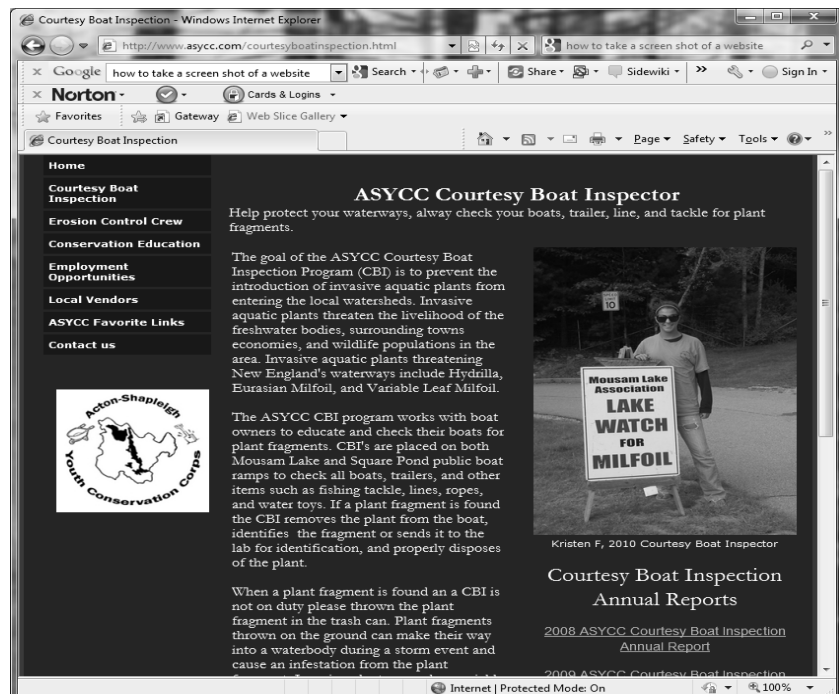 Courtesy Boat Inspection - Windows Internet Explorer
http://www.asycc.com/courtesyboatinspection.html
how to take a screen shot of a website
Google how to take a screen shot of a website Search Share Sidewiki Sign In
Norton Cards & Logins
Favorites Gateway Web Slice Gallery
Courtesy Boat Inspection
Page Safety Tools
Home
Courtesy Boat
Inspection
Erosion Control Crew
Conservation Education
Employment
Opportunities
Local Vendors
ASYCC Favorite Links
Contact us
Acton-Shapleigh
Youth Conservation Corps
ASYCC Courtesy Boat Inspector
Help protect your waterways, alway check your boats, trailer, line, and tackle for plant
fragments.
The goal of the ASYCC Courtesy Boat
Inspection Program (CBI) is to prevent the
introduction of invasive aquatic plants from
entering the local watersheds. Invasive
aquatic plants threaten the livelihood of the
freshwater bodies, surrounding towns
economies, and wildlife populations in the
area. Invasive aquatic plants threatening
New England's waterways include Hydrilla,
Eurasian Milfoil, and Variable Leaf Milfoil.
The ASYCC CBI program works with boat
owners to educate and check their boats for
plant fragments. CBI's are placed on both
Mousam Lake and Square Pond public boat
ramps to check all boats, trailers, and other
items such as fishing tackle, lines, ropes,
and water toys. If a plant fragment is found
the CBI removes the plant from the boat,
identifies the fragment or sends it to the
lab for identification, and properly disposes
of the plant.
When a plant fragment is found an a CBI is
not on duty please thrown the plant
fragment in the trash can. Plant fragments
thrown on the ground can make their way
into a waterbody during a storm event and
cause an infestation from the plant
10
Mousam Lake
Association
LAKE
WATCH
FOR
MILFOIL
Kristen F, 2010 Courtesy Boat Inspector
Courtesy Boat Inspection
Annual Reports
2008 ASYCC Courtesy Boat Inspection
Annual Report
2009 ASYCC Courtesy Boat Inspection
Internet | Protected Mode: On
100%